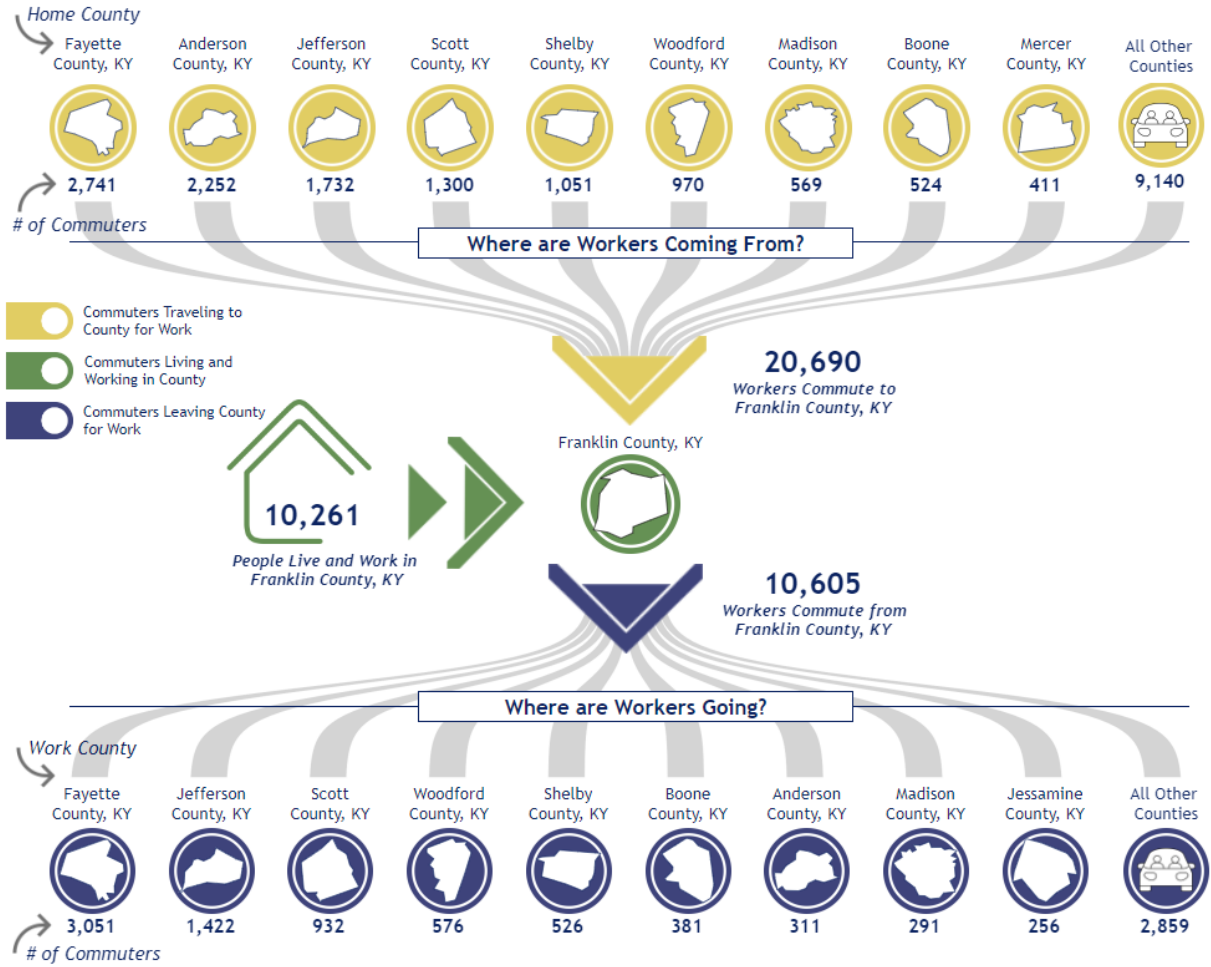 Home County
Fayette
County, KY
Anderson
County, KY
Jefferson
County, KY
Scott
County, KY
Shelby
County, KY
Woodford
County, KY
Madison
County, KY
Boone
County, KY
Mercer
County, KY
All Other
Counties
2,741
2,252
1,732
1,300
1,051
970
569
524
411
9,140
# of Commuters
Where are Workers Coming From?
Commuters Traveling to
County for Work
Commuters Living and
Working in County
Commuters Leaving County
for Work
20,690
Workers Commute to
Franklin County, KY
Franklin County, KY
10,261
People Live and Work in
Franklin County, KY
10,605
Workers Commute from
Franklin County, KY
Where are Workers Going?
Work County
Fayette
County, KY
Jefferson
County, KY
Scott
County, KY
Woodford
County, KY
Shelby
County, KY
Boone
County, KY
Anderson
County, KY
Madison
County, KY
Jessamine
County, KY
All Other
Counties
3,051
1,422
932
576
526
381
311
291
256
2,859
# of Commuters